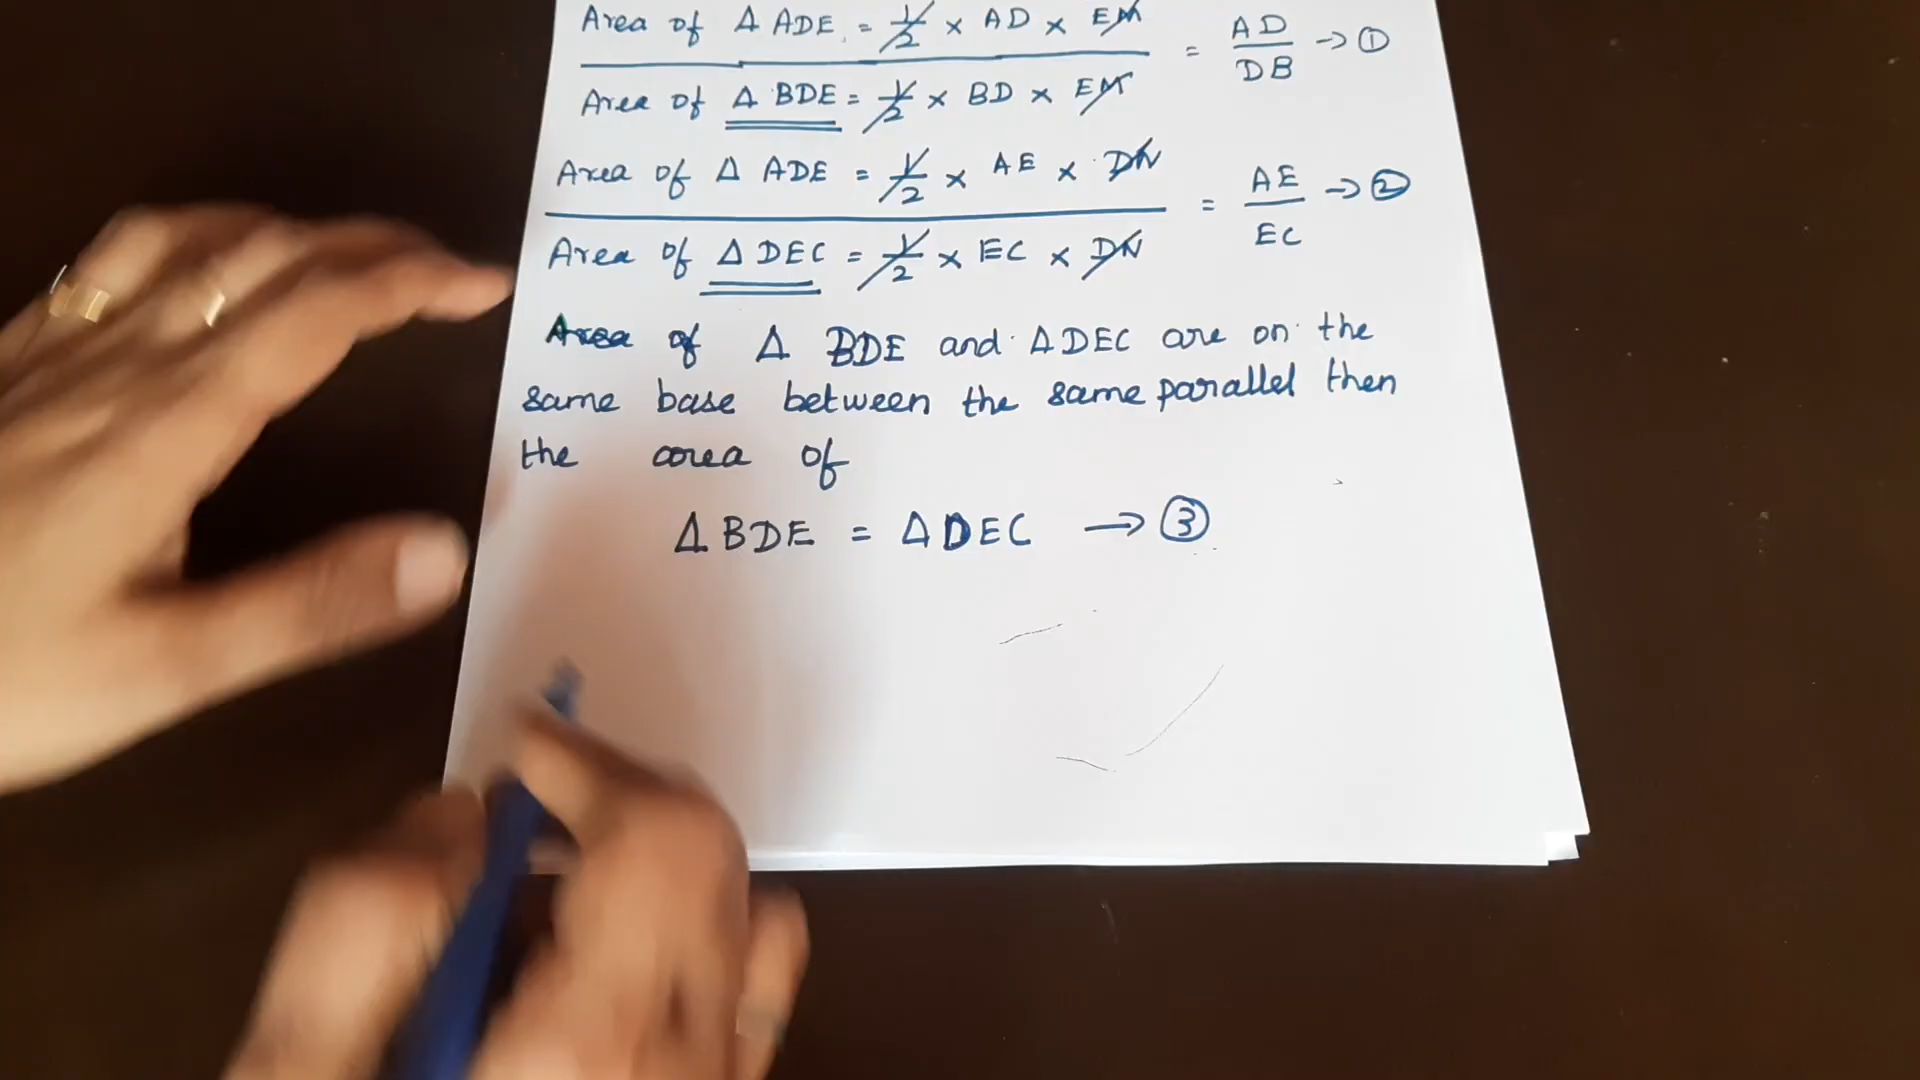 Area of Δ ADE = 1/2 × AD × EM = AD/DB → ①
Area of Δ BDE = 1/2 × BD × EM
Area of Δ ADE = 1/2 × AE × DN = AE/EC → ②
Area of Δ DEC = 1/2 × EC × DN
Area of Δ BDE and Δ DEC are on the
same base between the same parallel then
the area of
Δ BDE = Δ DEC → ③